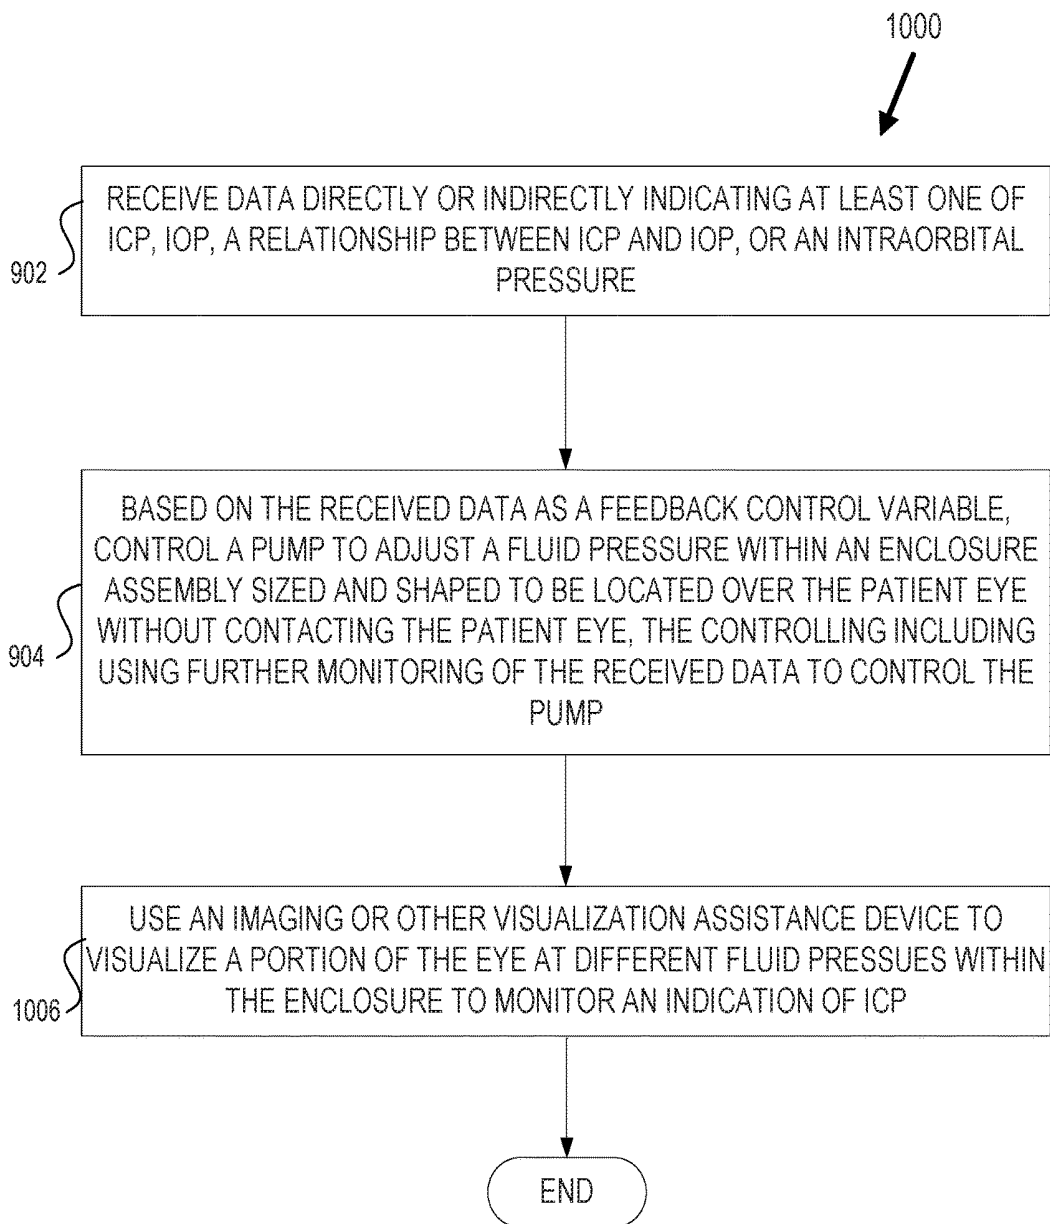 1000
RECEIVE DATA DIRECTLY OR INDIRECTLY INDICATING AT LEAST ONE OF
ICP, IOP, A RELATIONSHIP BETWEEN ICP AND IOP, OR AN INTRAORBITAL
PRESSURE
902
BASED ON THE RECEIVED DATA AS A FEEDBACK CONTROL VARIABLE,
CONTROL A PUMP TO ADJUST A FLUID PRESSURE WITHIN AN ENCLOSURE
ASSEMBLY SIZED AND SHAPED TO BE LOCATED OVER THE PATIENT EYE
WITHOUT CONTACTING THE PATIENT EYE, THE CONTROLLING INCLUDING
USING FURTHER MONITORING OF THE RECEIVED DATA TO CONTROL THE
PUMP
904
USE AN IMAGING OR OTHER VISUALIZATION ASSISTANCE DEVICE TO
VISUALIZE A PORTION OF THE EYE AT DIFFERENT FLUID PRESSUES WITHIN
THE ENCLOSURE TO MONITOR AN INDICATION OF ICP
1006
END